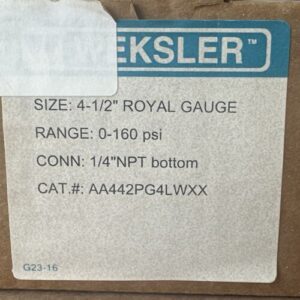 EKSLER™
SIZE: 4-1/2" ROYAL GAUGE
RANGE: 0-160 psi
CONN: 1/4"NPT bottom
CAT.#: AA442PG4LWXX
G23-16